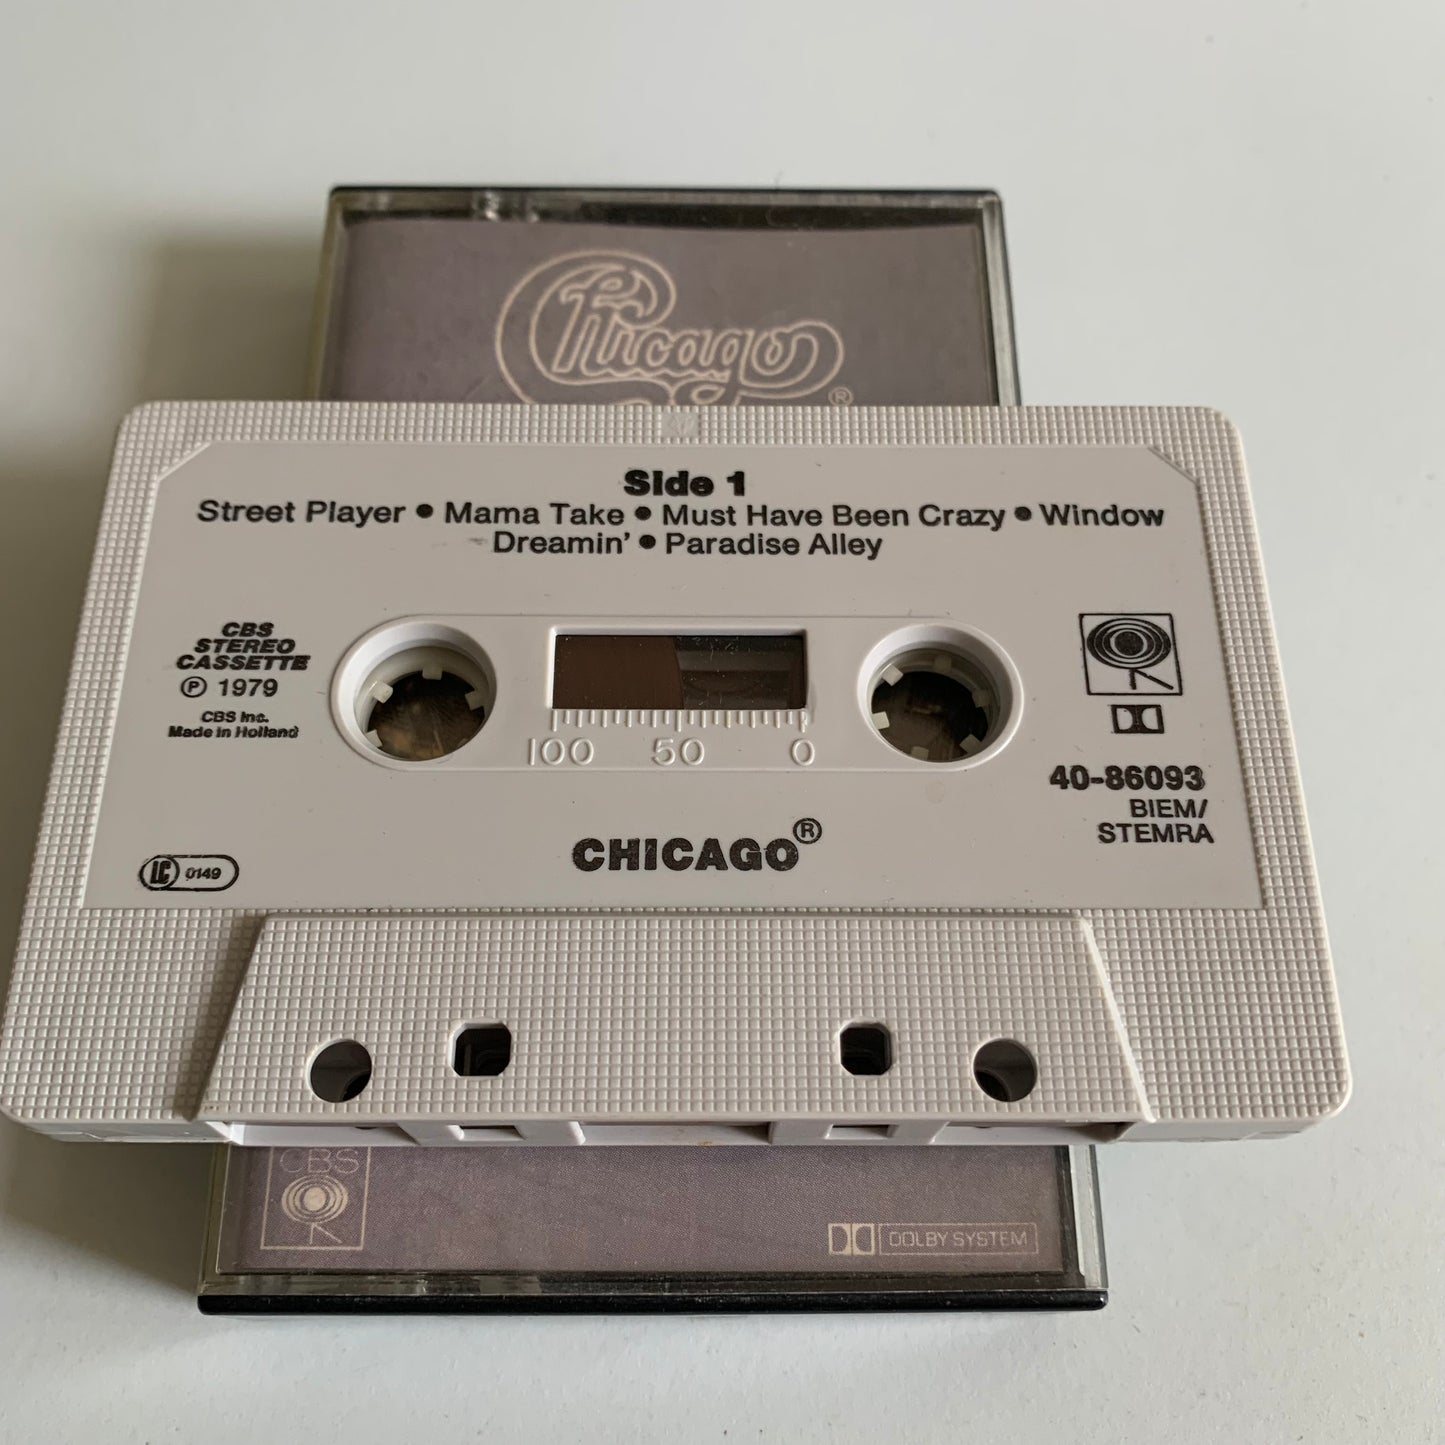 Chicago ®
Side 1
Street Player • Mama Take • Must Have Been Crazy • Window
Dreamin' • Paradise Alley
CBS
STEREO
CASSETTE
℗ 1979
CBS Inc.
Made in Holland
100 50 0
40-86093
BIEM/
STEMRA
CHICAGO®
LC 0149
CBS
DOLBY SYSTEM